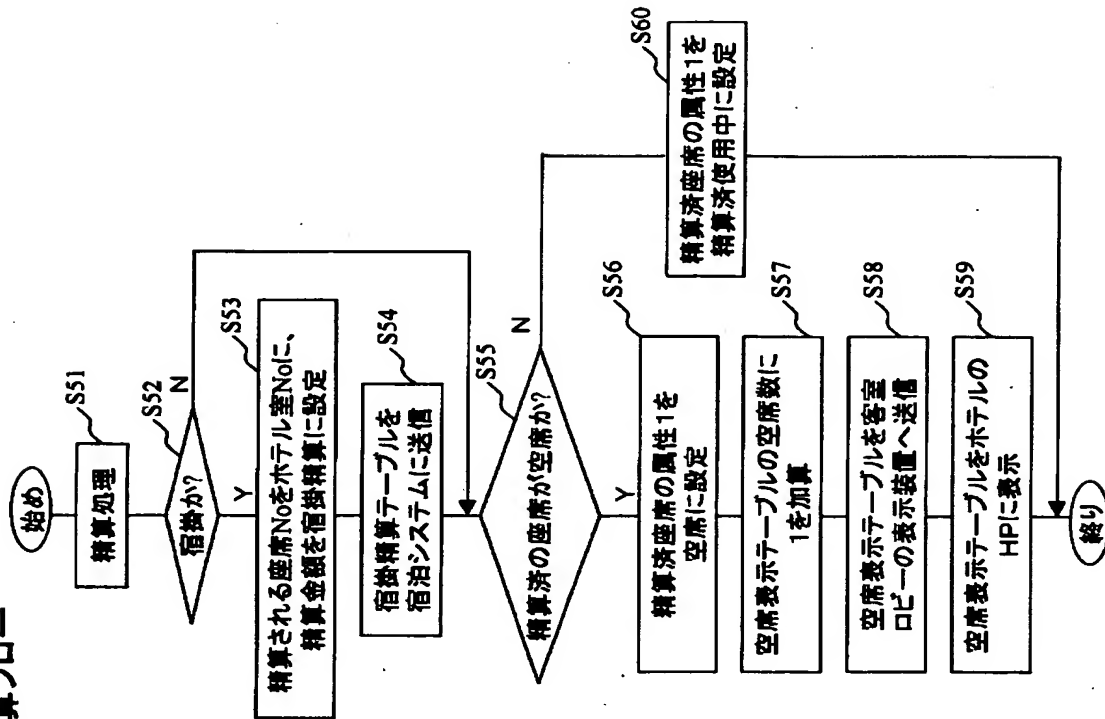 算フロー
始め
精算処理
S51
宿掛か?
S52
N
Y
精算される座席Noをホテル室Noに、
精算金額を宿掛精算に設定
S53
宿掛精算テーブルを
宿泊システムに送信
S54
精算済の座席が空席か?
S55
N
Y
精算済座席の属性1を
空席に設定
S56
空席表示テーブルの空席数に
1を加算
S57
空席表示テーブルを客室
ロビーの表示装置へ送信
S58
空席表示テーブルをホテルの
HPに表示
S59
精算済座席の属性1を
精算済使用中に設定
S60
終り